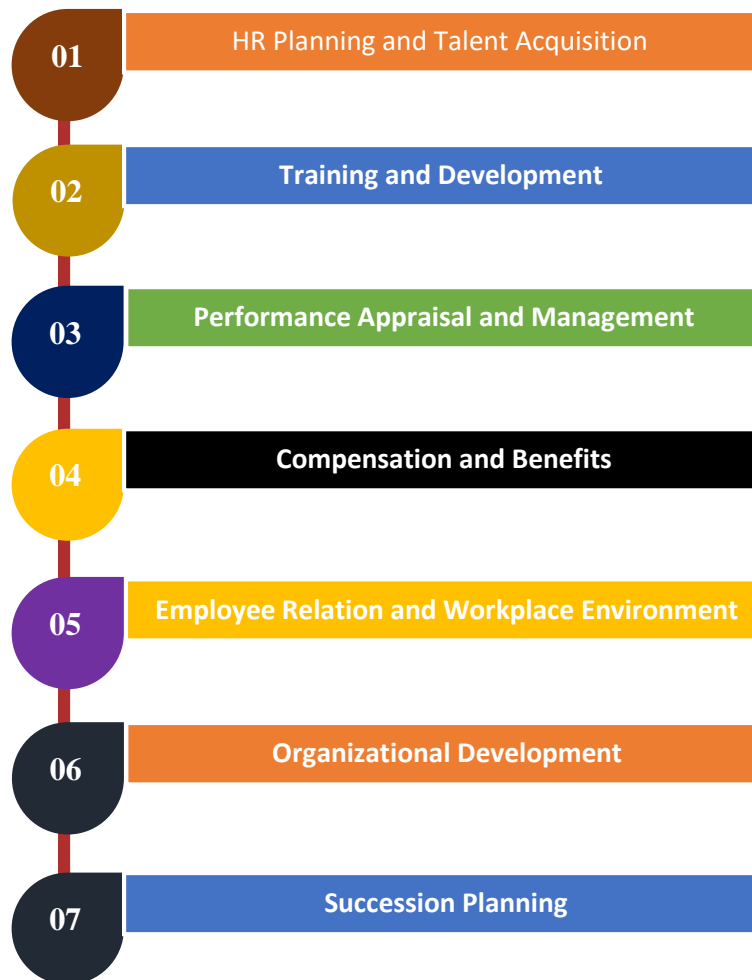 01
HR Planning and Talent Acquisition
02
Training and Development
03
Performance Appraisal and Management
04
Compensation and Benefits
05
Employee Relation and Workplace Environment
06
Organizational Development
07
Succession Planning